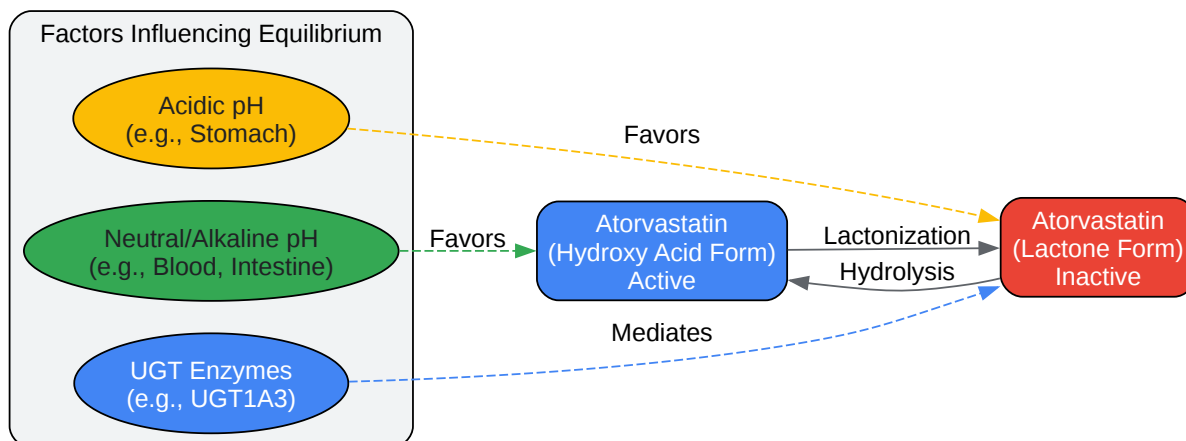 Factors Influencing Equilibrium
Acidic pH
(e.g., Stomach)
Favors
Neutral/Alkaline pH
(e.g., Blood, Intestine)
Favors
Atorvastatin
(Hydroxy Acid Form)
Active
Lactonization
Hydrolysis
Atorvastatin
(Lactone Form)
Inactive
Mediates
UGT Enzymes
(e.g., UGT1A3)